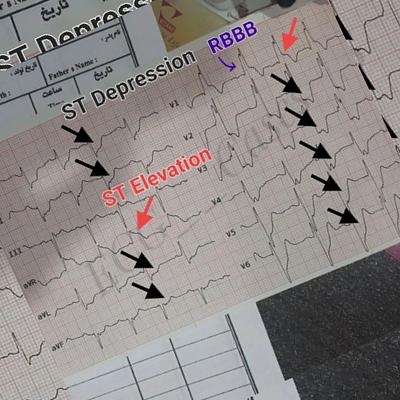 ST Depression
تاریخ
نام پدر :
Father's Name :
تاریخ تولد :
ساعت
تاریخ
ST Depression
RBBB
V1
V2
ST Elevation
V3
III
V4
aVR
V5
aVL
V6
aVF